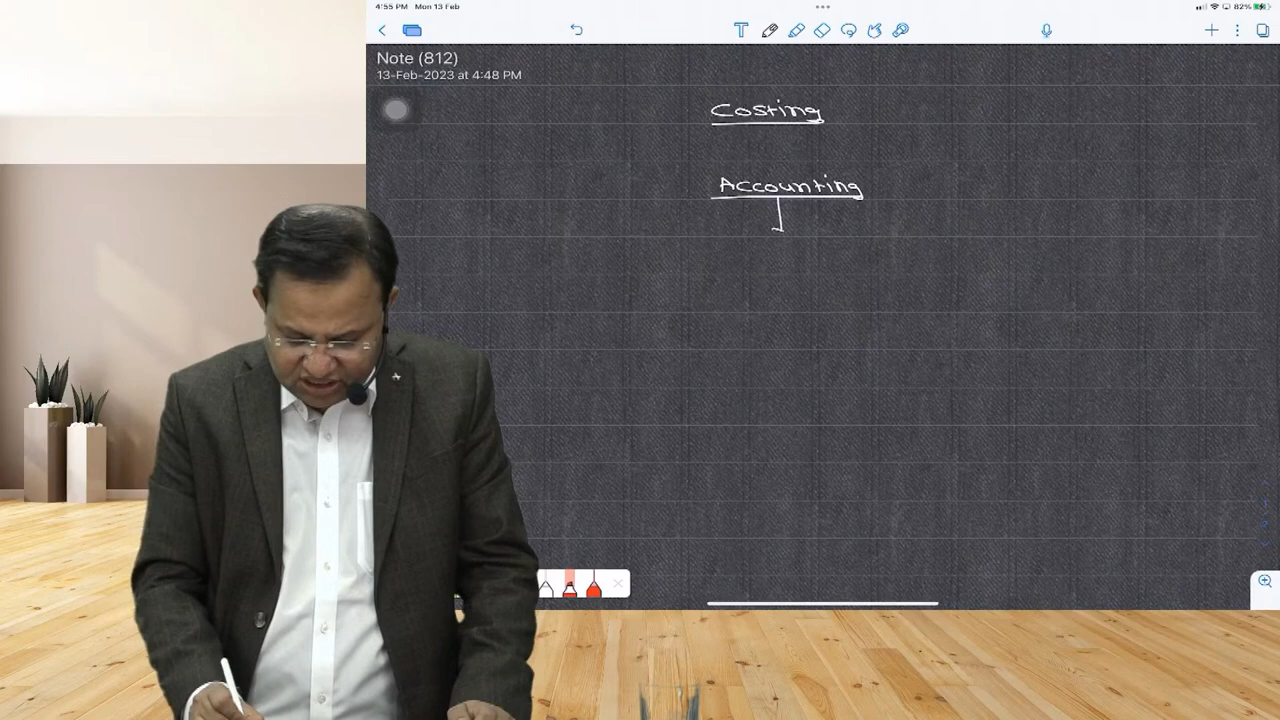 4:55 PM Mon 13 Feb
82%
Note (812)
13-Feb-2023 at 4:48 PM
Costing
Accounting